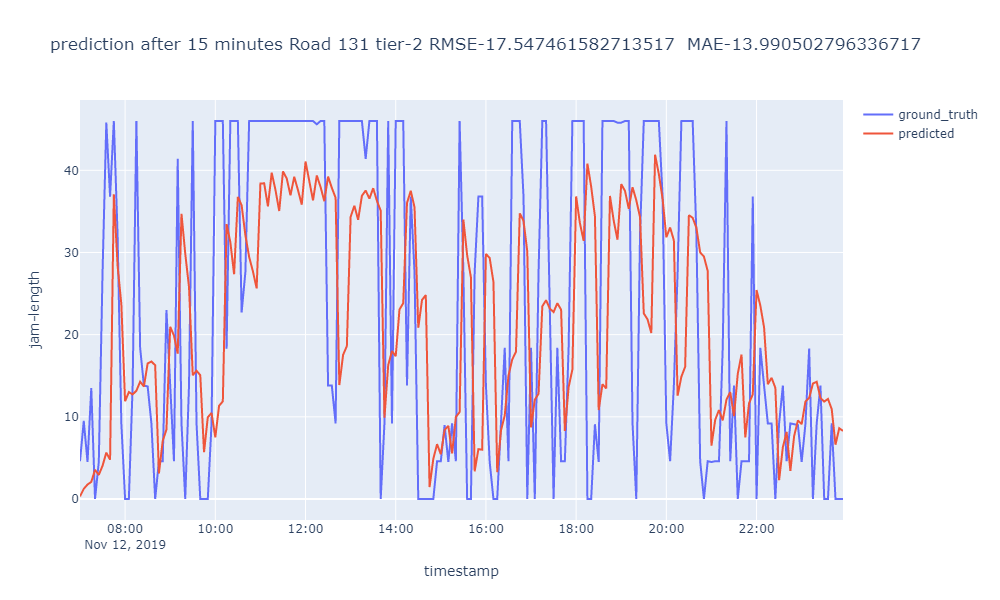 prediction after 15 minutes Road 131 tier-2 RMSE-17.547461582713517  MAE-13.990502796336717
ground_truth
predicted
jam-length
40
30
20
10
0
08:00 10:00 12:00 14:00 16:00 18:00 20:00 22:00
Nov 12, 2019
timestamp